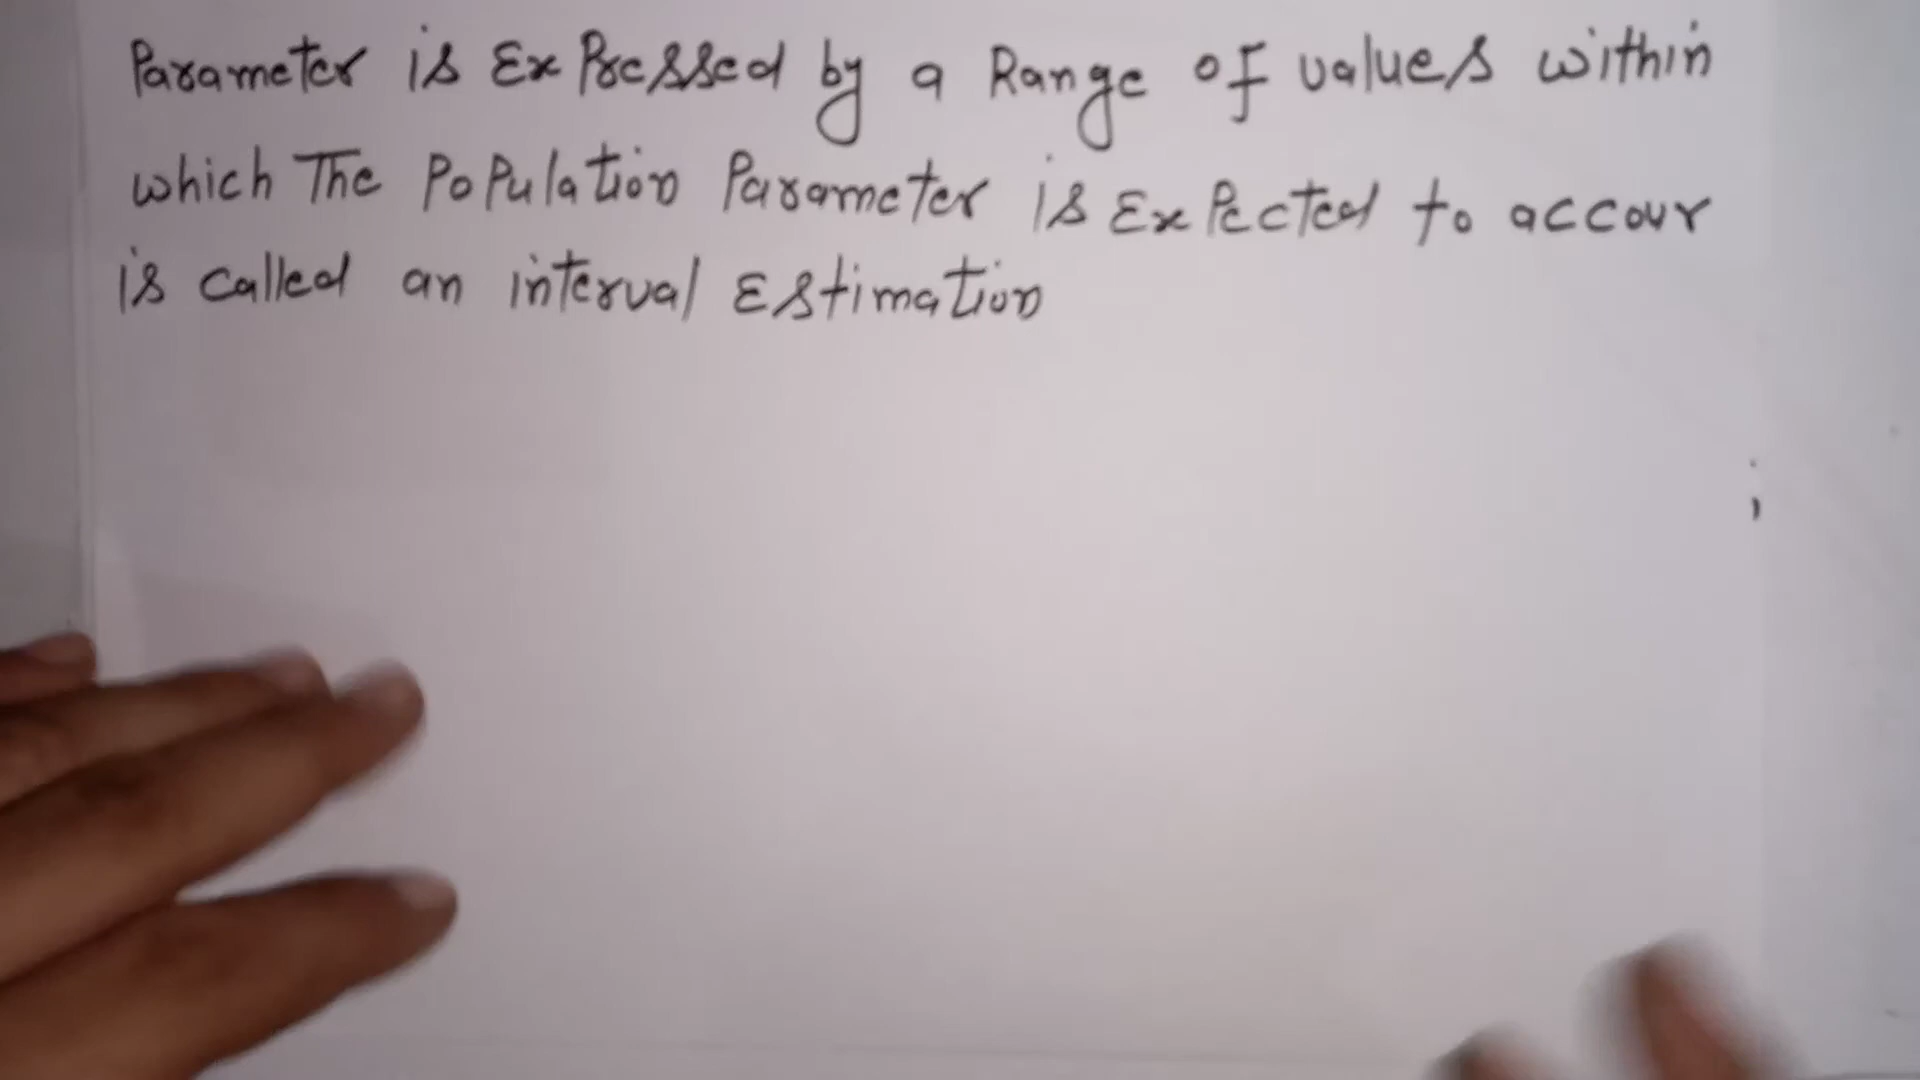 Parameter is Expressed by a Range of values within
which The Population Parameter is Expected to accour
is called an interval Estimation